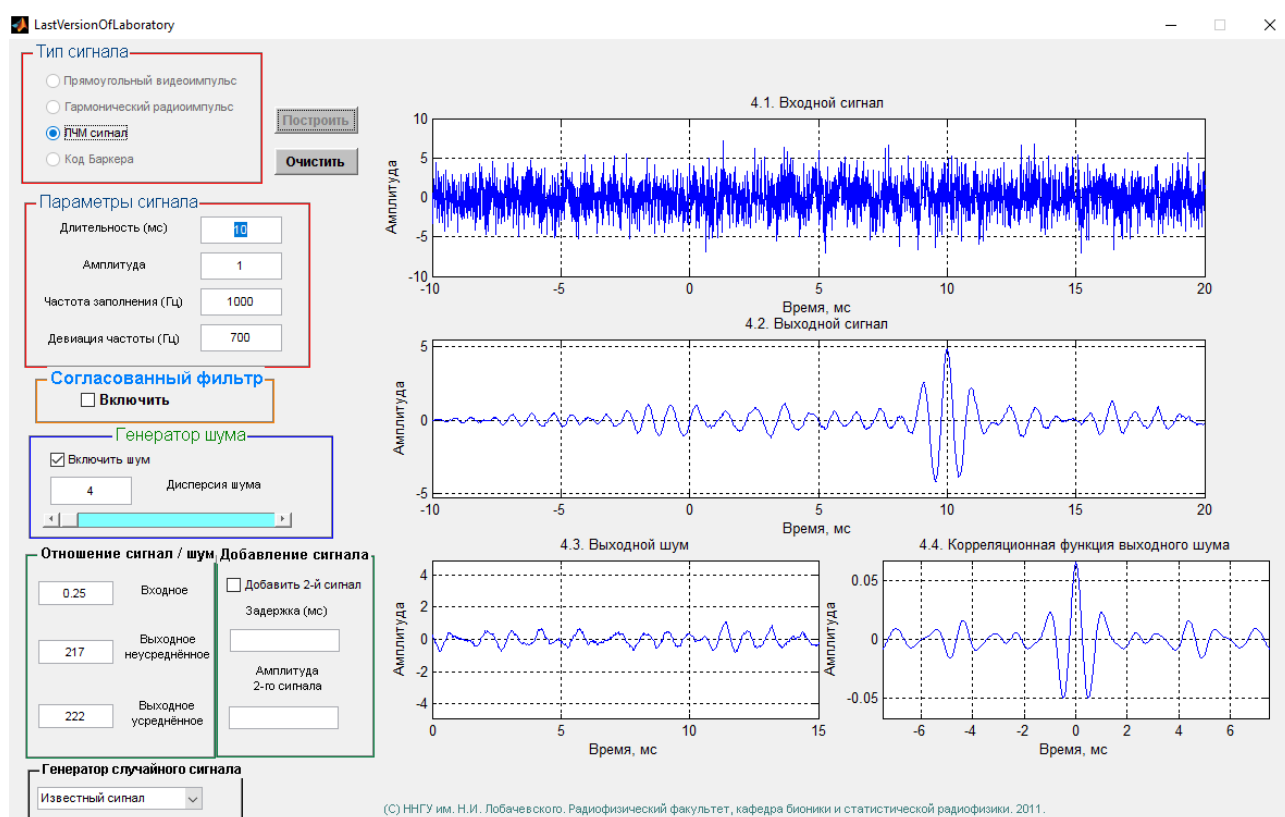 LastVersionOfLaboratory
Тип сигнала
Прямоугольный видеоимпульс
Гармонический радиоимпульс
ЛЧМ сигнал
Код Баркера
Построить
Очистить
Параметры сигнала
Длительность (мс)
10
Амплитуда
1
Частота заполнения (Гц)
1000
Девиация частоты (Гц)
700
Согласованный фильтр
Включить
Генератор шума
Включить шум
4
Дисперсия шума
Отношение сигнал / шум
0.25
Входное
217
Выходное
неусреднённое
222
Выходное
усреднённое
Добавление сигнала
Добавить 2-й сигнал
Задержка (мс)
Амплитуда
2-го сигнала
Генератор случайного сигнала
Известный сигнал
4.1. Входной сигнал
Амплитуда
10
5
0
-5
-10
-10 -5 0 5 10 15 20
Время, мс
4.2. Выходной сигнал
Амплитуда
5
0
-5
-10 -5 0 5 10 15 20
Время, мс
4.3. Выходной шум
Амплитуда
4
2
0
-2
-4
0 5 10 15
Время, мс
4.4. Корреляционная функция выходного шума
Амплитуда
0.05
0
-0.05
-6 -4 -2 0 2 4 6
Время, мс
(С) ННГУ им. Н.И. Лобачевского. Радиофизический факультет, кафедра бионики и статистической радиофизики. 2011.